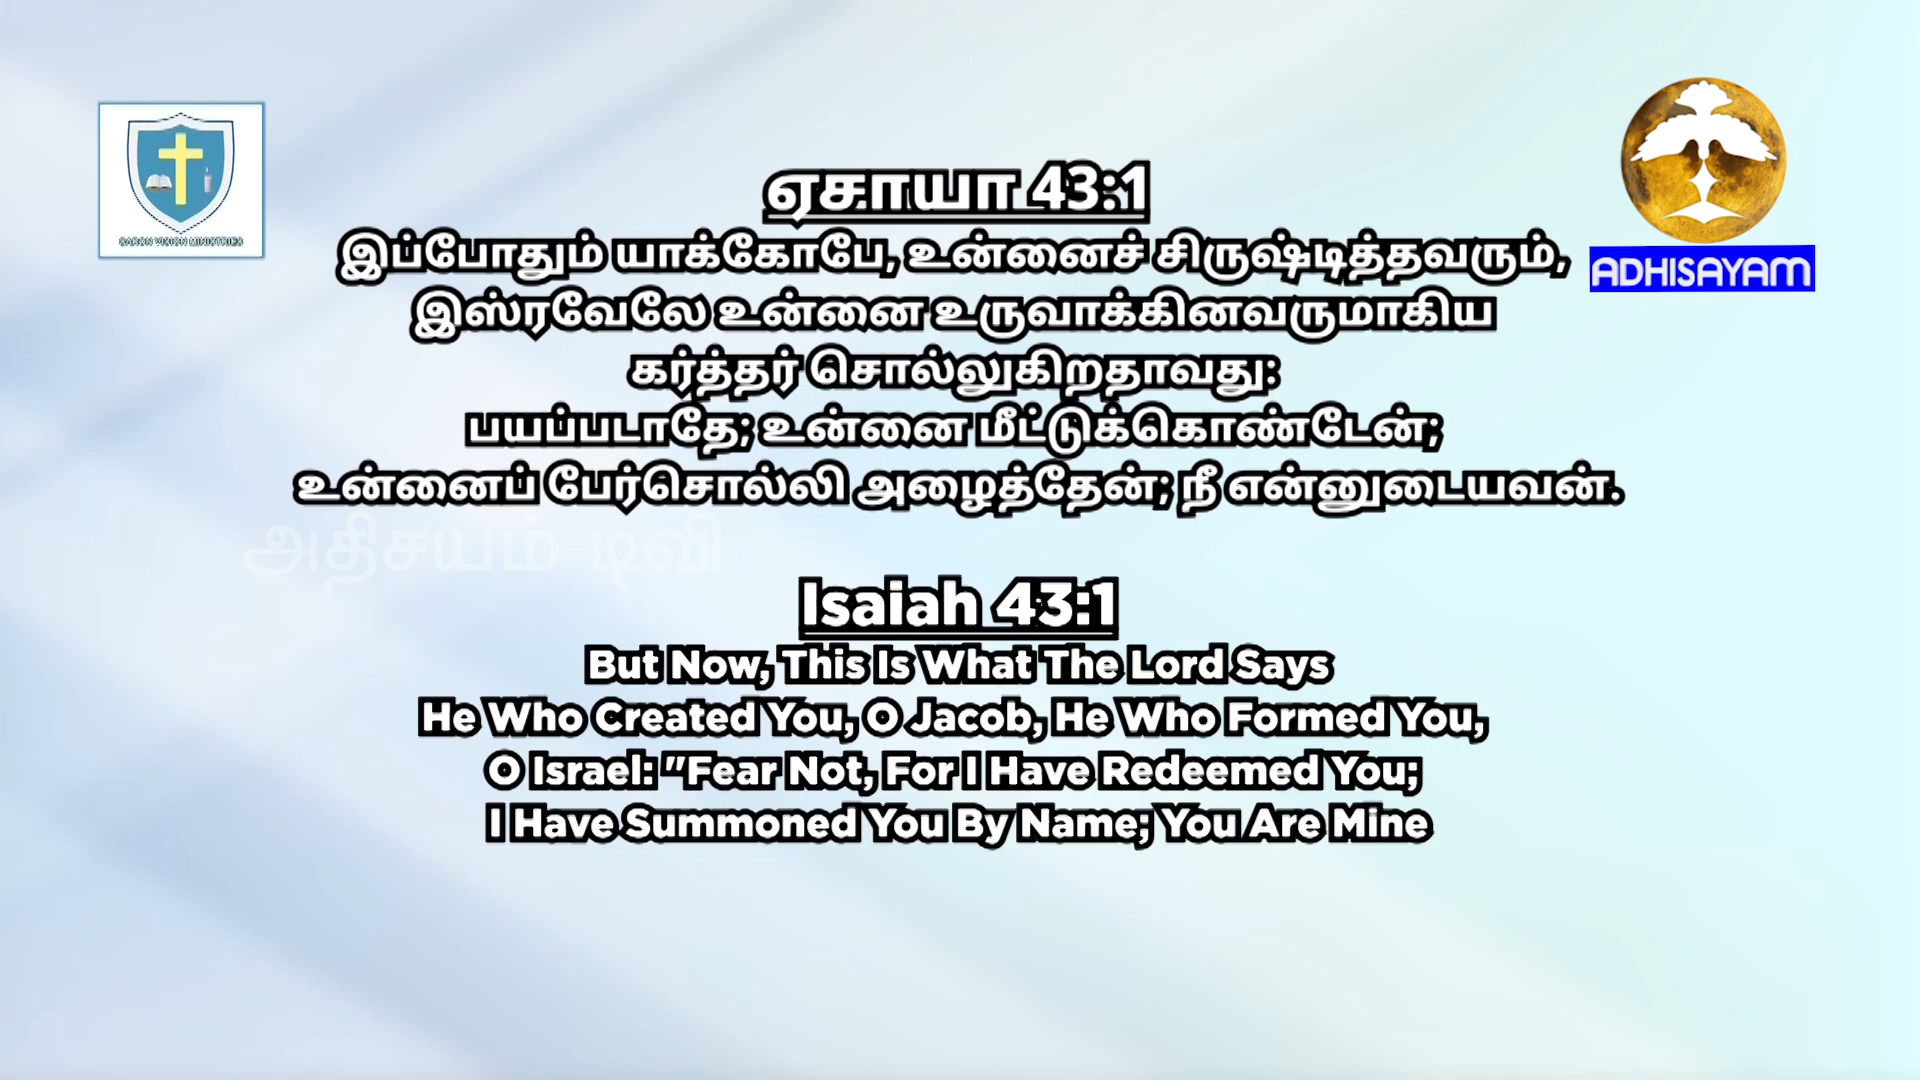 ஏசாயா 43:1
இப்போதும் யாக்கோபே, உன்னைச் சிருஷ்டித்தவரும்,
இஸ்ரவேலே உன்னை உருவாக்கினவருமாகிய
கர்த்தர் சொல்லுகிறதாவது:
பயப்படாதே; உன்னை மீட்டுக்கொண்டேன்;
உன்னைப் பேர்சொல்லி அழைத்தேன்; நீ என்னுடையவன்.
அதிசயம் டிவி
Isaiah 43:1
But Now, This Is What The Lord Says
He Who Created You, O Jacob, He Who Formed You,
O Israel: "Fear Not, For I Have Redeemed You;
I Have Summoned You By Name; You Are Mine
VISION MINISTRIES
ADHISAYAM